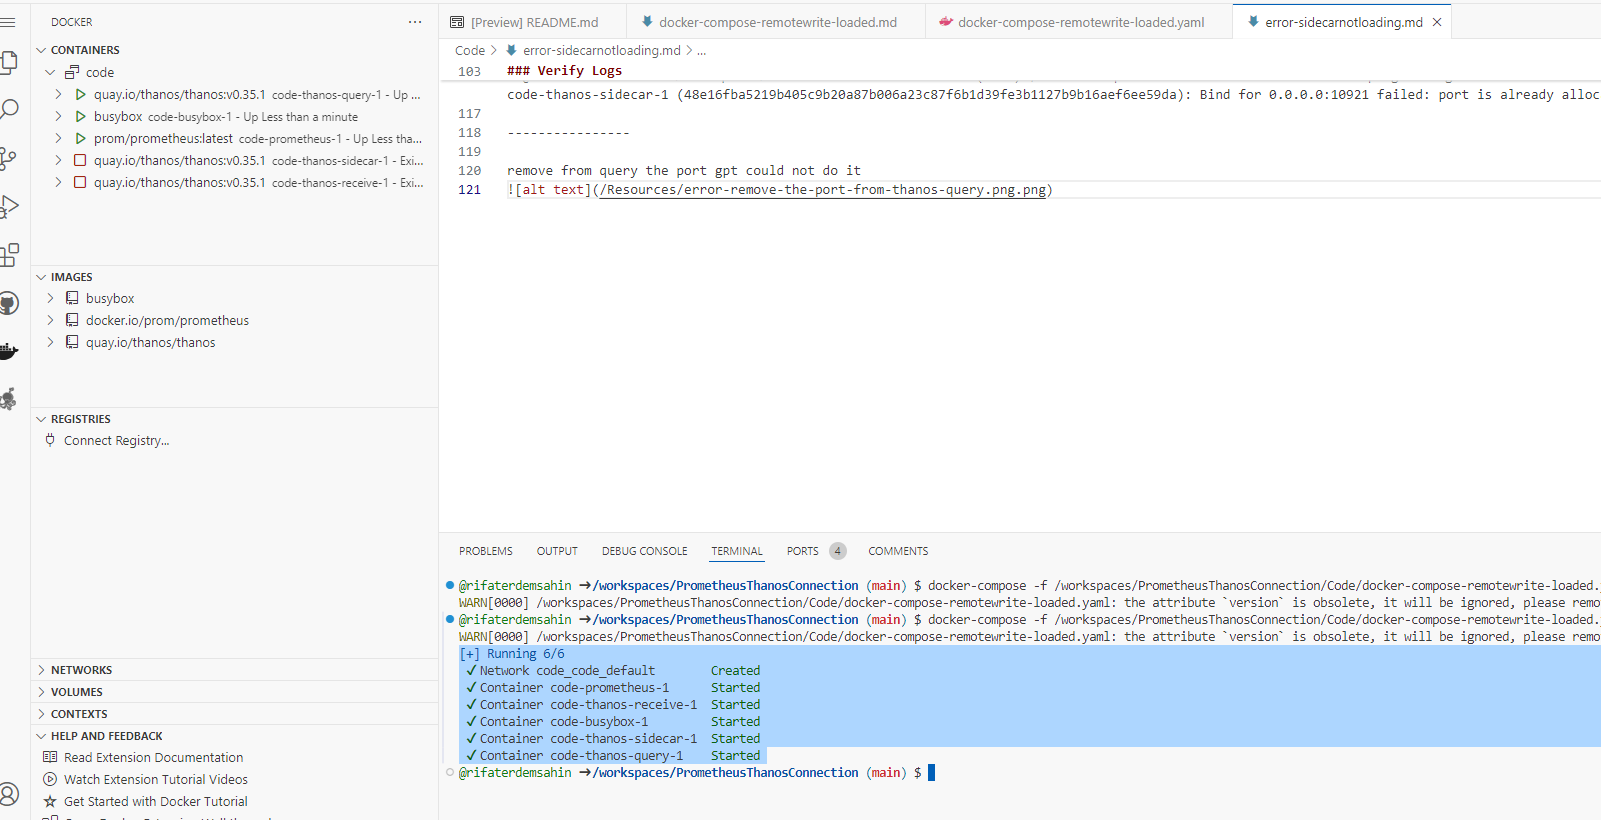 DOCKER
CONTAINERS
code
quay.io/thanos/thanos:v0.35.1 code-thanos-query-1 - Up ...
busybox code-busybox-1 - Up Less than a minute
prom/prometheus:latest code-prometheus-1 - Up Less tha...
quay.io/thanos/thanos:v0.35.1 code-thanos-sidecar-1 - Exi...
quay.io/thanos/thanos:v0.35.1 code-thanos-receive-1 - Exi...
IMAGES
busybox
docker.io/prom/prometheus
quay.io/thanos/thanos
REGISTRIES
Connect Registry...
NETWORKS
VOLUMES
CONTEXTS
HELP AND FEEDBACK
Read Extension Documentation
Watch Extension Tutorial Videos
Get Started with Docker Tutorial
[Preview] README.md
docker-compose-remotewrite-loaded.md
docker-compose-remotewrite-loaded.yaml
error-sidecarnotloading.md
Code > error-sidecarnotloading.md > ...
103 ### Verify Logs
code-thanos-sidecar-1 (48e16fba5219b405c9b20a87b006a23c87f6b1d39fe3b1127b9b16aef6ee59da): Bind for 0.0.0.0:10921 failed: port is already alloc
117
118 ----------------
119
120 remove from query the port gpt could not do it
121 ![alt text](/Resources/error-remove-the-port-from-thanos-query.png.png)
PROBLEMS OUTPUT DEBUG CONSOLE TERMINAL PORTS 4 COMMENTS
@rifaterdemsahin ➜/workspaces/PrometheusThanosConnection (main) $ docker-compose -f /workspaces/PrometheusThanosConnection/Code/docker-compose-remotewrite-loaded.
WARN[0000] /workspaces/PrometheusThanosConnection/Code/docker-compose-remotewrite-loaded.yaml: the attribute `version` is obsolete, it will be ignored, please remo
@rifaterdemsahin ➜/workspaces/PrometheusThanosConnection (main) $ docker-compose -f /workspaces/PrometheusThanosConnection/Code/docker-compose-remotewrite-loaded.
WARN[0000] /workspaces/PrometheusThanosConnection/Code/docker-compose-remotewrite-loaded.yaml: the attribute `version` is obsolete, it will be ignored, please remo
[+] Running 6/6
✓ Network code_code_default Created
✓ Container code-prometheus-1 Started
✓ Container code-thanos-receive-1 Started
✓ Container code-busybox-1 Started
✓ Container code-thanos-sidecar-1 Started
✓ Container code-thanos-query-1 Started
@rifaterdemsahin ➜/workspaces/PrometheusThanosConnection (main) $